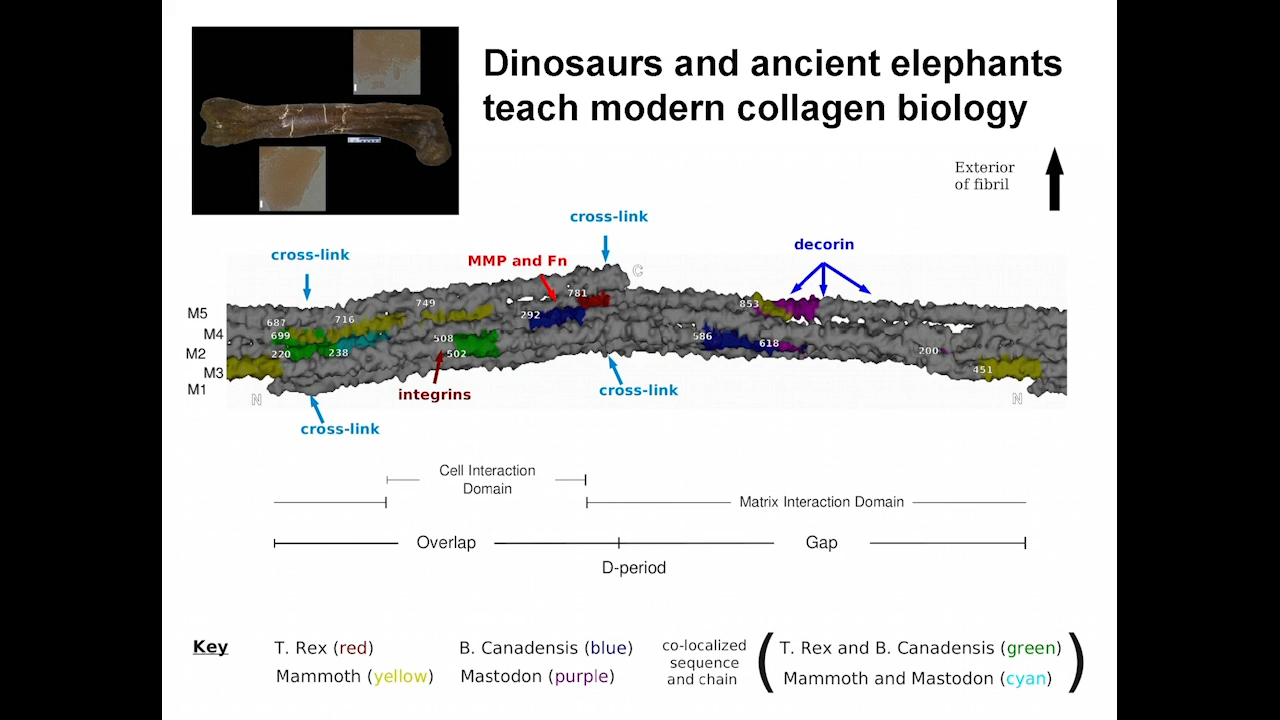 Dinosaurs and ancient elephants
teach modern collagen biology
Exterior
of fibril
cross-link
decorin
cross-link
MMP and Fn
C
781
749
853
M5
687
716
292
M4
699
508
586
618
M2
220
238
502
200
M3
451
M1
N
integrins
cross-link
N
cross-link
Cell Interaction
Domain
Matrix Interaction Domain
Overlap
Gap
D-period
Key
T. Rex (red)
B. Canadensis (blue)
co-localized
sequence
and chain
( T. Rex and B. Canadensis (green)
Mammoth (yellow)
Mastodon (purple)
Mammoth and Mastodon (cyan) )